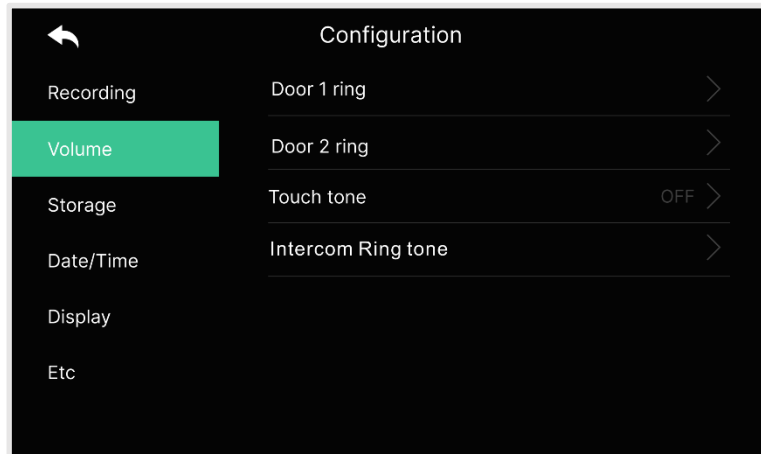 Configuration
Recording
Volume
Storage
Date/Time
Display
Etc
Door 1 ring
Door 2 ring
Touch tone OFF
Intercom Ring tone